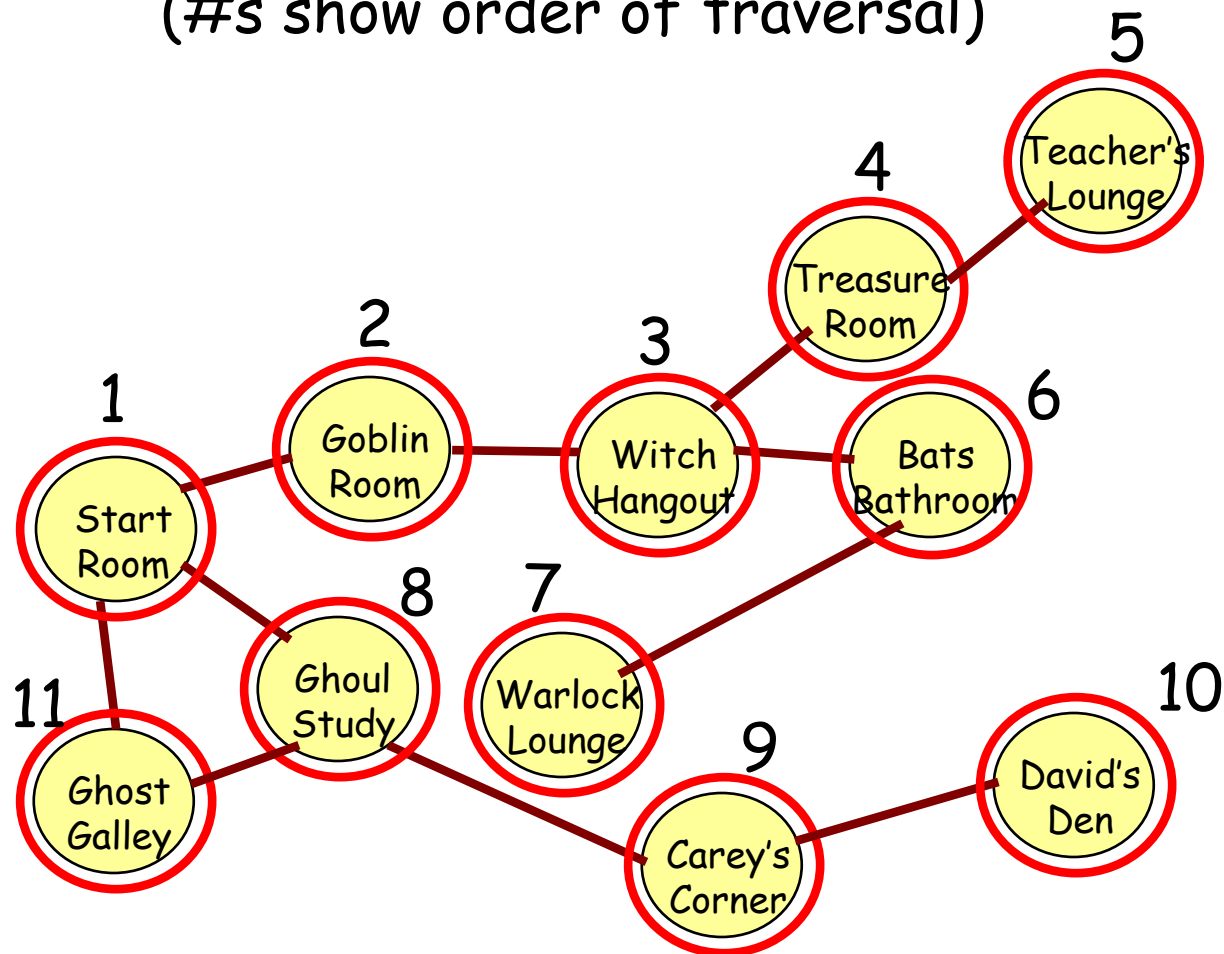 (#s show order of traversal)
5
Teacher's
Lounge
4
Treasure
Room
2
3
1
6
Goblin
Room
Witch
Hangout
Bats
Bathroom
Start
Room
8
7
Ghoul
Study
Warlock
Lounge
11
10
9
Ghost
Galley
David's
Den
Carey's
Corner